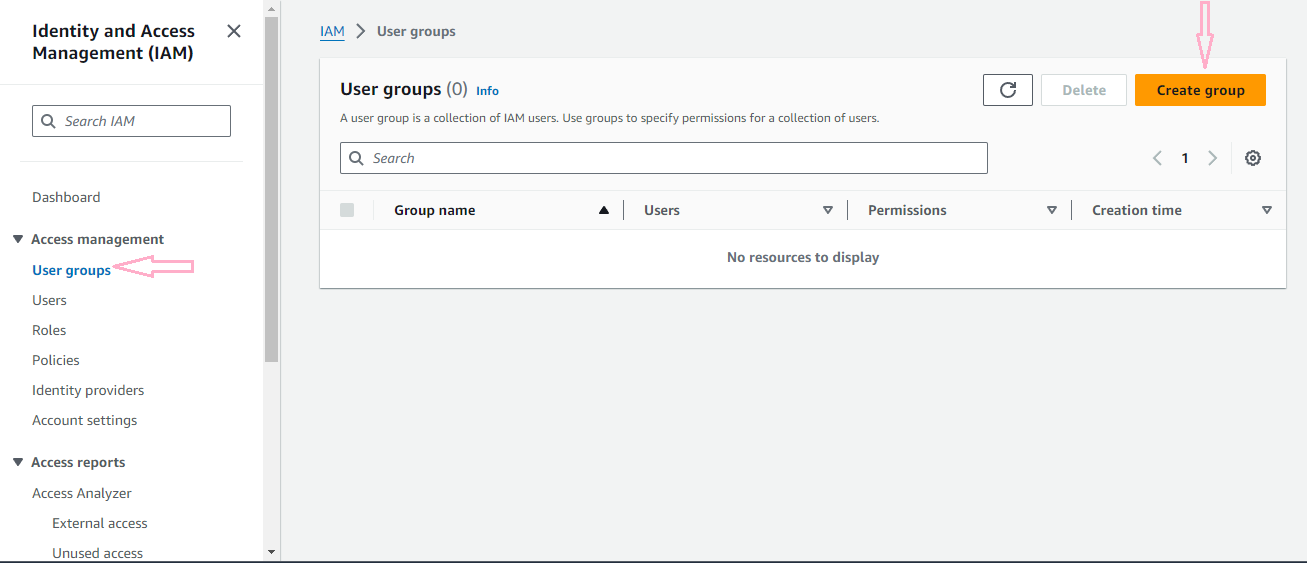 Identity and Access
Management (IAM)
Search IAM
Dashboard
Access management
User groups
Users
Roles
Policies
Identity providers
Account settings
Access reports
Access Analyzer
External access
Unused access
IAM > User groups
User groups (0) Info
Delete
Create group
A user group is a collection of IAM users. Use groups to specify permissions for a collection of users.
Search
1
Group name Users Permissions Creation time
No resources to display